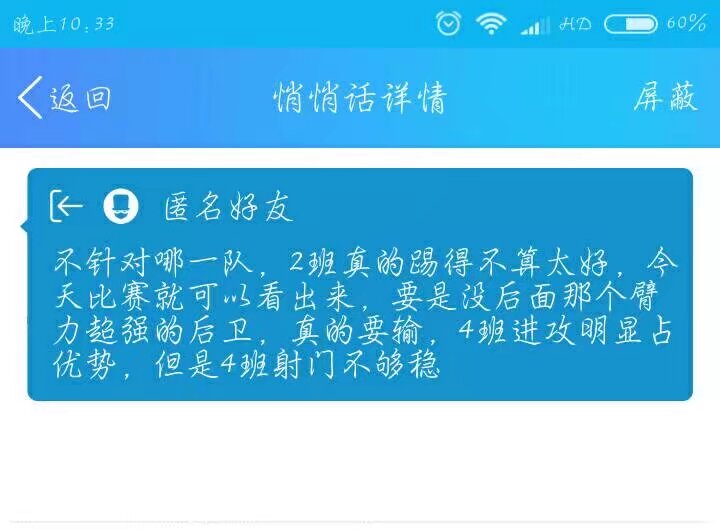 晚上10:33
HD
60%
返回
悄悄话详情
屏蔽
匿名好友
不针对哪一队，2班真的踢得不算太好，今
天比赛就可以看出来，要是没后面那个臂
力超强的后卫，真的要输，4班进攻明显占
优势，但是4班射门不够稳